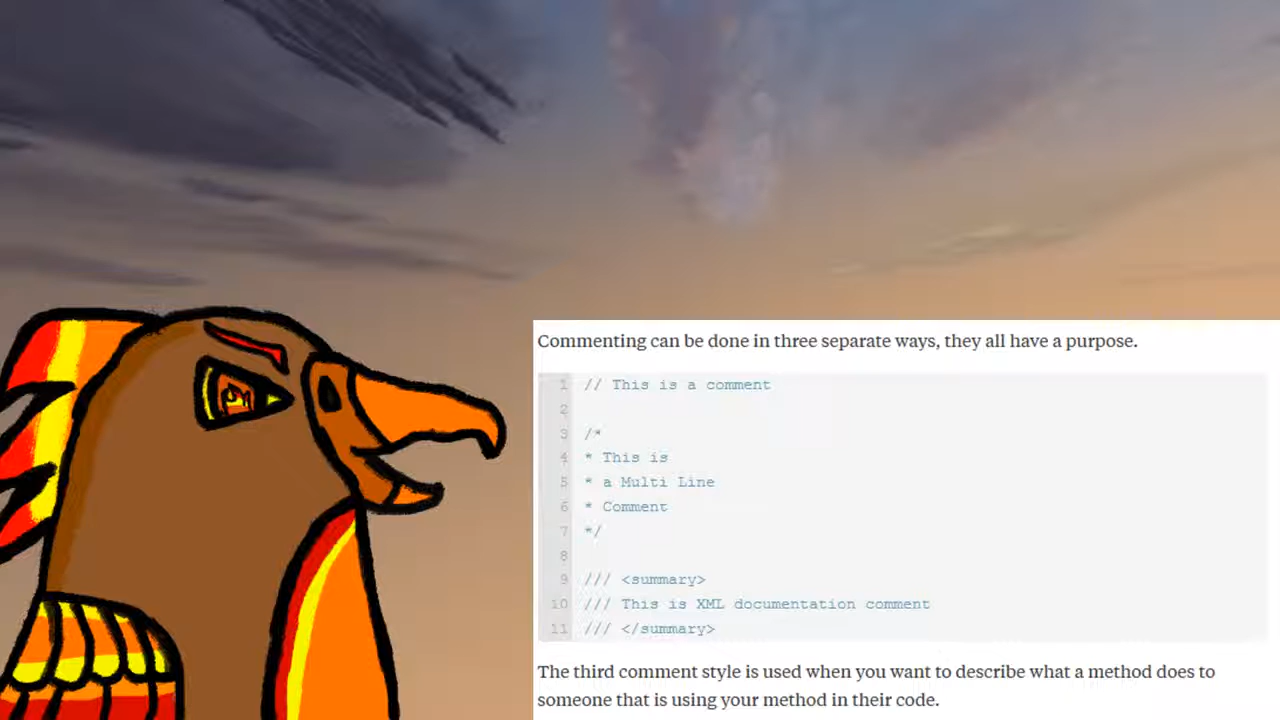 Commenting can be done in three separate ways, they all have a purpose.
1 // This is a comment
2
3 /*
4 * This is
5 * a Multi Line
6 * Comment
7 */
8
9 /// <summary>
10 /// This is XML documentation comment
11 /// </summary>
The third comment style is used when you want to describe what a method does to
someone that is using your method in their code.